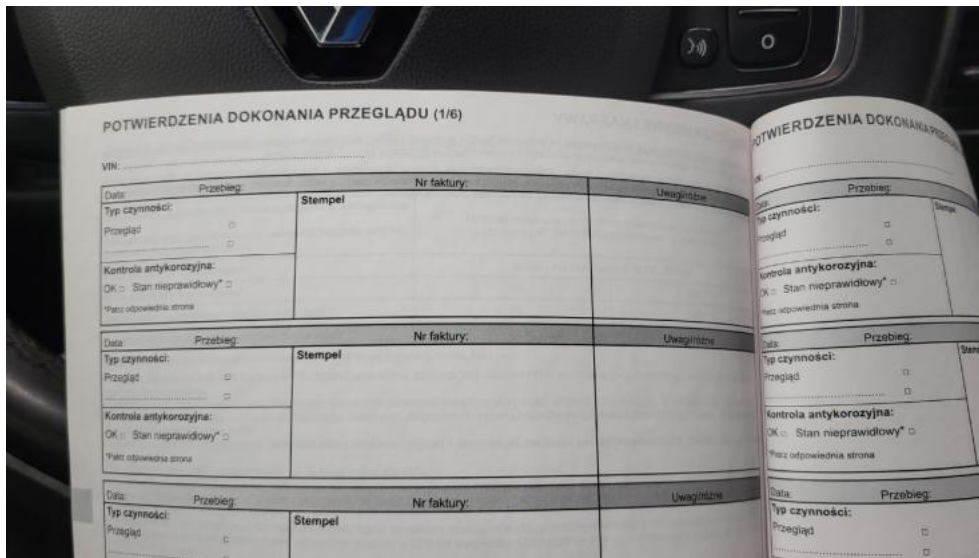 POTWIERDZENIA DOKONANIA PRZEGLĄDU (1/6)
VIN:
Data: Przebieg: Nr faktury: Uwagi/różne
Typ czynności: Stempel
Przegląd
Kontrola antykorozyjna:
OK Stan nieprawidłowy*
*Patrz odpowiednia strona
Data: Przebieg: Nr faktury: Uwagi/różne
Typ czynności: Stempel
Przegląd
Kontrola antykorozyjna:
OK Stan nieprawidłowy*
*Patrz odpowiednia strona
Data: Przebieg: Nr faktury: Uwagi/różne
Typ czynności: Stempel
Przegląd
POTWIERDZENIA DOKONANIA
Przebieg:
Typ czynności: Stempel
Przegląd
Kontrola antykorozyjna:
OK Stan nieprawidłowy*
*Patrz odpowiednia strona
Data: Przebieg:
Typ czynności:
Przegląd
Kontrola antykorozyjna:
OK Stan nieprawidłowy*
*Patrz odpowiednia strona
Data: Przebieg:
Typ czynności:
Przegląd
O